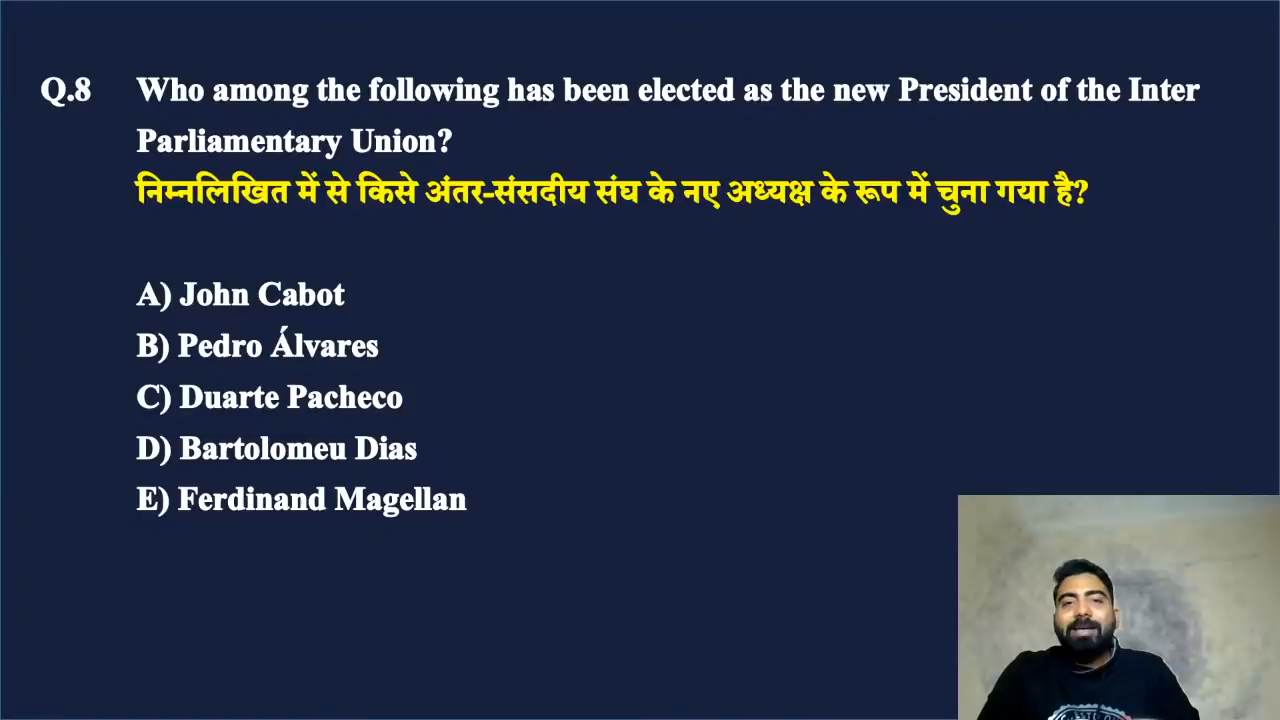 Q.8 Who among the following has been elected as the new President of the Inter
Parliamentary Union?
निम्नलिखित में से किसे अंतर-संसदीय संघ के नए अध्यक्ष के रूप में चुना गया है?
A) John Cabot
B) Pedro Álvares
C) Duarte Pacheco
D) Bartolomeu Dias
E) Ferdinand Magellan